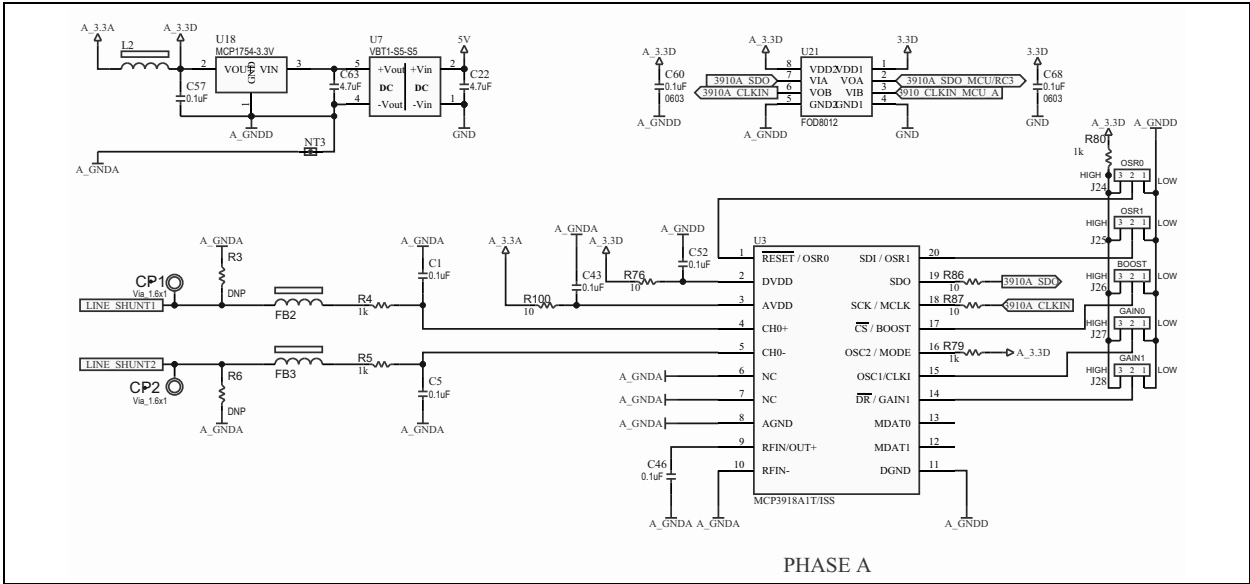 A_3.3A
L2
A_3.3D
U18
MCP1754-3.3V
2
VOUT
GND
VIN
3
1
C57
0.1uF
A_GNDD
C63
4.7uF
U7
VBT1-S5-S5
5
+Vout
+Vin
2
DC
DC
4
-Vout
-Vin
1
5V
C22
4.7uF
GND
NT3
A_GNDA
A_3.3D
C60
0.1uF
0603
A_GNDD
A_3.3D
3.3D
U21
8
VDD2
VDD1
1
3910A_SDO
7
VIA
VOA
2
3910A_SDO_MCU/RC3
3910A_CLKIN
6
VOB
VIB
3
3910_CLKIN_MCU_A
5
GND2
GND1
4
FOD8012
A_GNDD
GND
3.3D
C68
0.1uF
0603
GND
A_3.3D
A_GNDD
R80
1k
OSR0
HIGH
3 2 1
LOW
J24
OSR1
HIGH
3 2 1
LOW
J25
BOOST
HIGH
3 2 1
LOW
J26
GAIN0
HIGH
3 2 1
LOW
J27
GAIN1
HIGH
3 2 1
LOW
J28
A_GNDA
R3
DNP
CP1
Via_1.6x1
LINE_SHUNT1
FB2
R4
1k
A_GNDA
C1
0.1uF
LINE_SHUNT2
CP2
Via_1.6x1
R6
DNP
A_GNDA
FB3
R5
1k
C5
0.1uF
A_GNDA
A_3.3A
R100
10
A_GNDA
C43
0.1uF
A_3.3D
R76
10
A_GNDD
C52
0.1uF
U3
1
RESET / OSR0
SDI / OSR1
20
2
DVDD
SDO
19
R86
10
3910A_SDO
3
AVDD
SCK / MCLK
18
R87
10
3910A_CLKIN
4
CH0+
CS / BOOST
17
5
CH0-
OSC2 / MODE
16
R79
1k
A_3.3D
A_GNDA
6
NC
OSC1/CLKI
15
A_GNDA
7
NC
DR / GAIN1
14
A_GNDA
8
AGND
MDAT0
13
9
RFIN/OUT+
MDAT1
12
10
RFIN-
DGND
11
MCP3918A1T/ISS
C46
0.1uF
A_GNDA
A_GNDA
A_GNDD
PHASE A